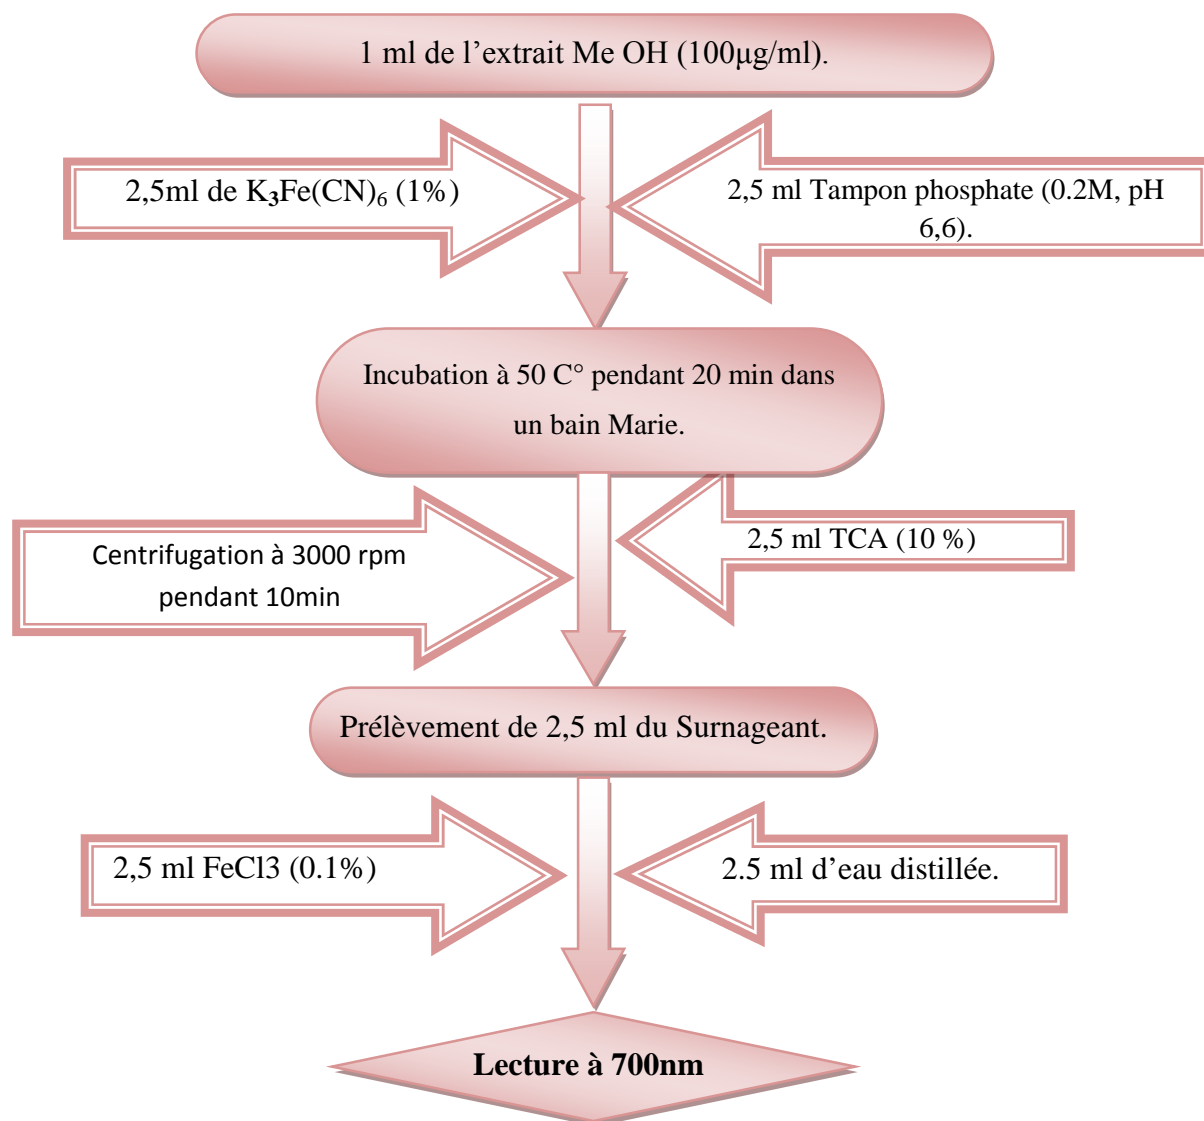 1 ml de l’extrait Me OH (100µg/ml).
2,5ml de K₃Fe(CN)₆ (1%)
2,5 ml Tampon phosphate (0.2M, pH
6,6).
Incubation à 50 C° pendant 20 min dans
un bain Marie.
Centrifugation à 3000 rpm
pendant 10min
2,5 ml TCA (10 %)
Prélèvement de 2,5 ml du Surnageant.
2,5 ml FeCl3 (0.1%)
2.5 ml d’eau distillée.
Lecture à 700nm